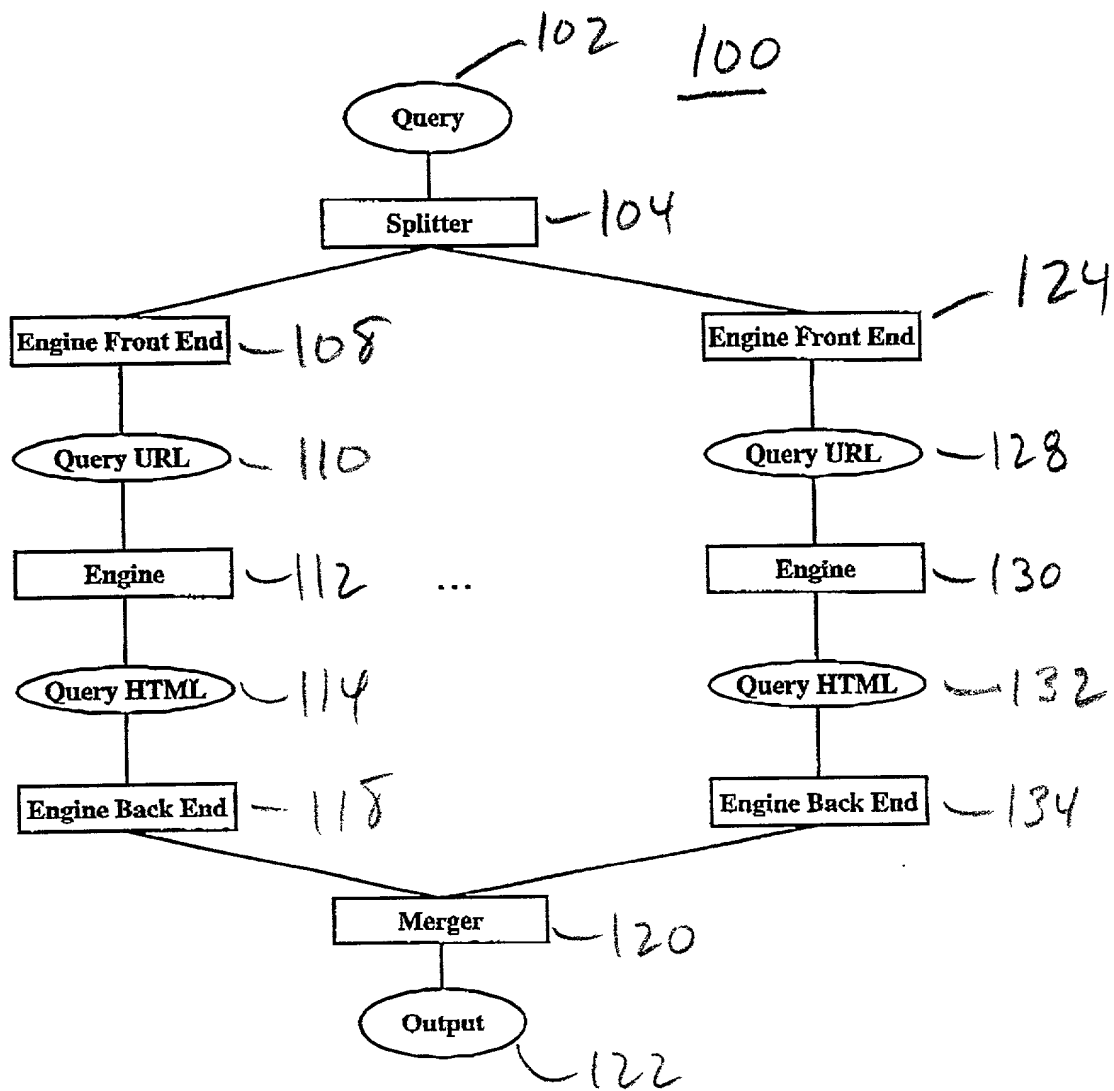 102
100
Query
Splitter 104
124
Engine Front End 108 Engine Front End
Query URL 110 Query URL 128
Engine 112 ... Engine 130
Query HTML 114 Query HTML 132
Engine Back End 118 Engine Back End 134
Merger 120
Output
122